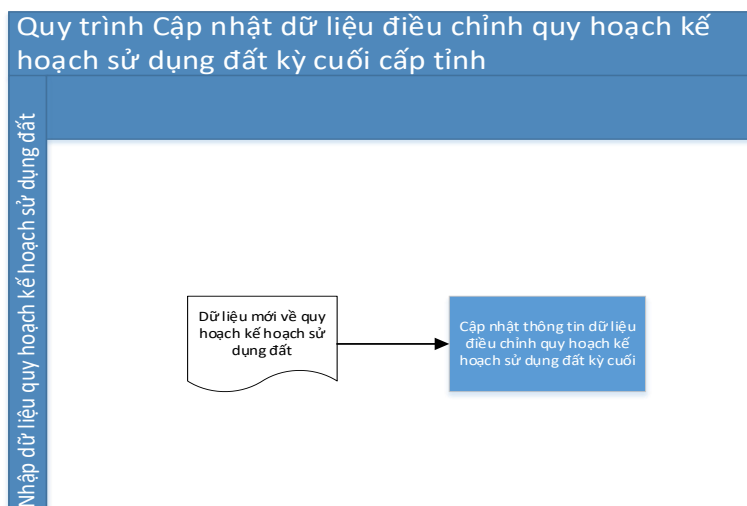 Quy trình Cập nhật dữ liệu điều chỉnh quy hoạch kế
hoạch sử dụng đất kỳ cuối cấp tỉnh
Nhập dữ liệu quy hoạch kế hoạch sử dụng đất
Dữ liệu mới về quy
hoạch kế hoạch sử
dụng đất
Cập nhật thông tin dữ liệu
điều chỉnh quy hoạch kế
hoạch sử dụng đất kỳ cuối